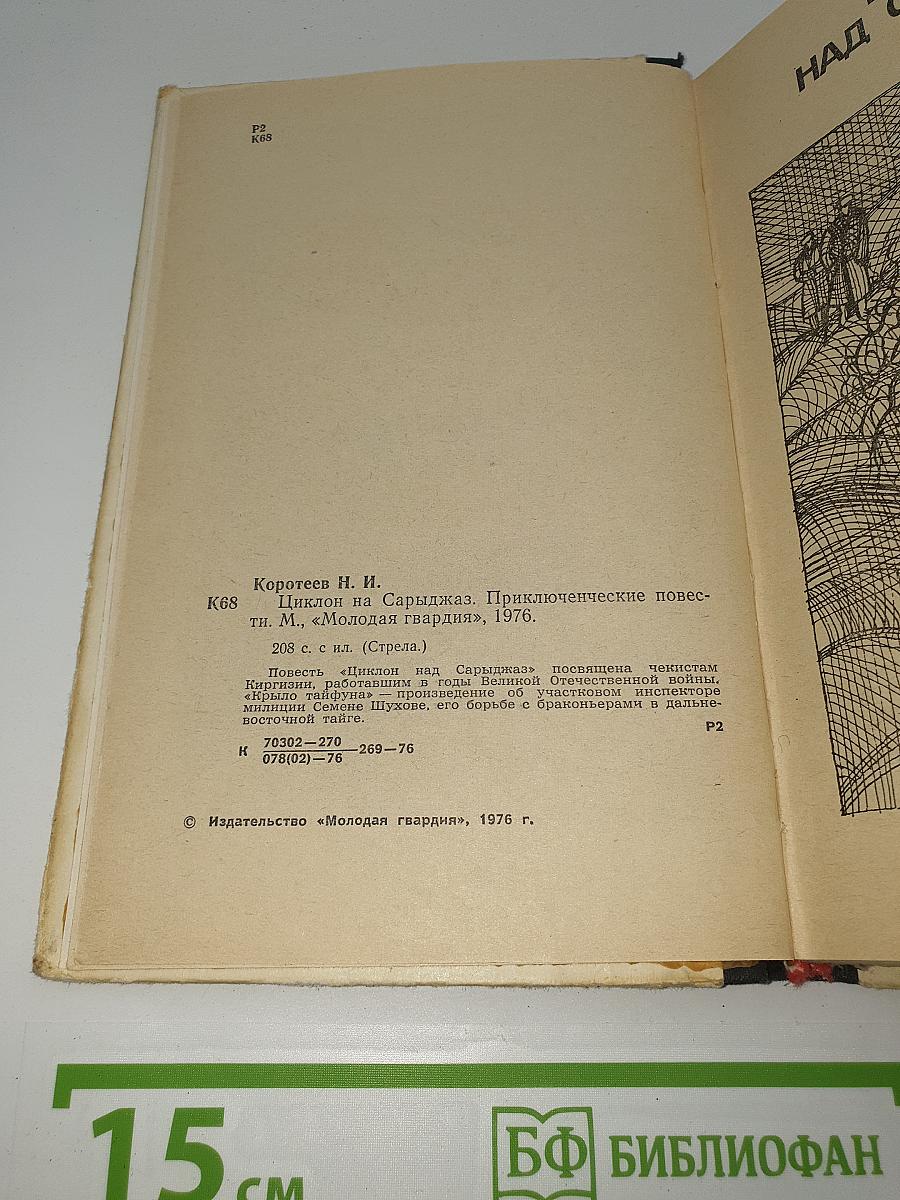 Р2
К68
Коротеев Н. И.
К68 Циклон на Сарыджаз. Приключенческие повес-
ти. М., «Молодая гвардия», 1976.
208 с. с ил. (Стрела.)
Повесть «Циклон над Сарыджаз» посвящена чекистам
Киргизии, работавшим в годы Великой Отечественной войны.
«Крыло тайфуна» — произведение об участковом инспекторе
милиции Семене Шухове, его борьбе с браконьерами в дальне-
восточной тайге.
Р2
К 70302—270
078(02)—76 —269—76
© Издательство «Молодая гвардия», 1976 г.
НАД
15 см
БФ БИБЛИОФАН